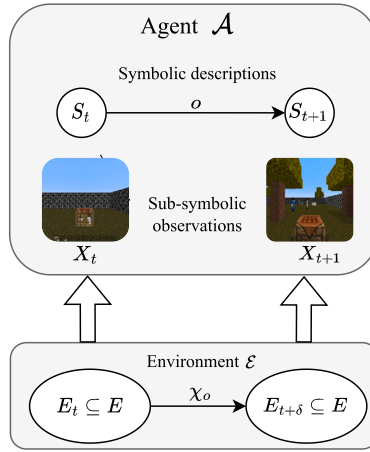 Agent 𝒜
Symbolic descriptions
o
S_t
S_{t+1}
Sub-symbolic
observations
X_t
X_{t+1}
Environment ℰ
E_t ⊆ E
χ_o
E_{t+δ} ⊆ E